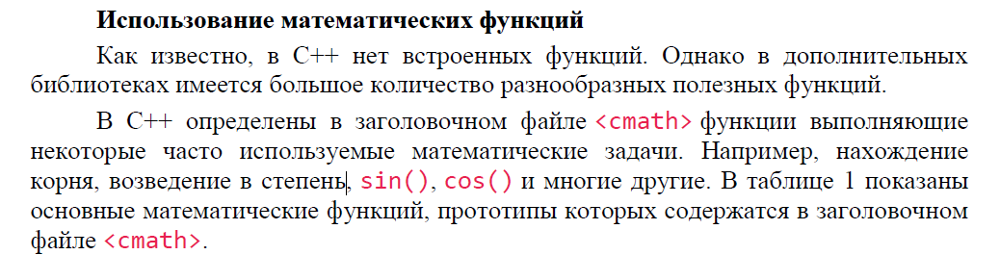 Использование математических функций
Как известно, в С++ нет встроенных функций. Однако в дополнительных
библиотеках имеется большое количество разнообразных полезных функций.
В С++ определены в заголовочном файле <cmath> функции выполняющие
некоторые часто используемые математические задачи. Например, нахождение
корня, возведение в степень, sin(), cos() и многие другие. В таблице 1 показаны
основные математические функций, прототипы которых содержатся в заголовочном
файле <cmath>.